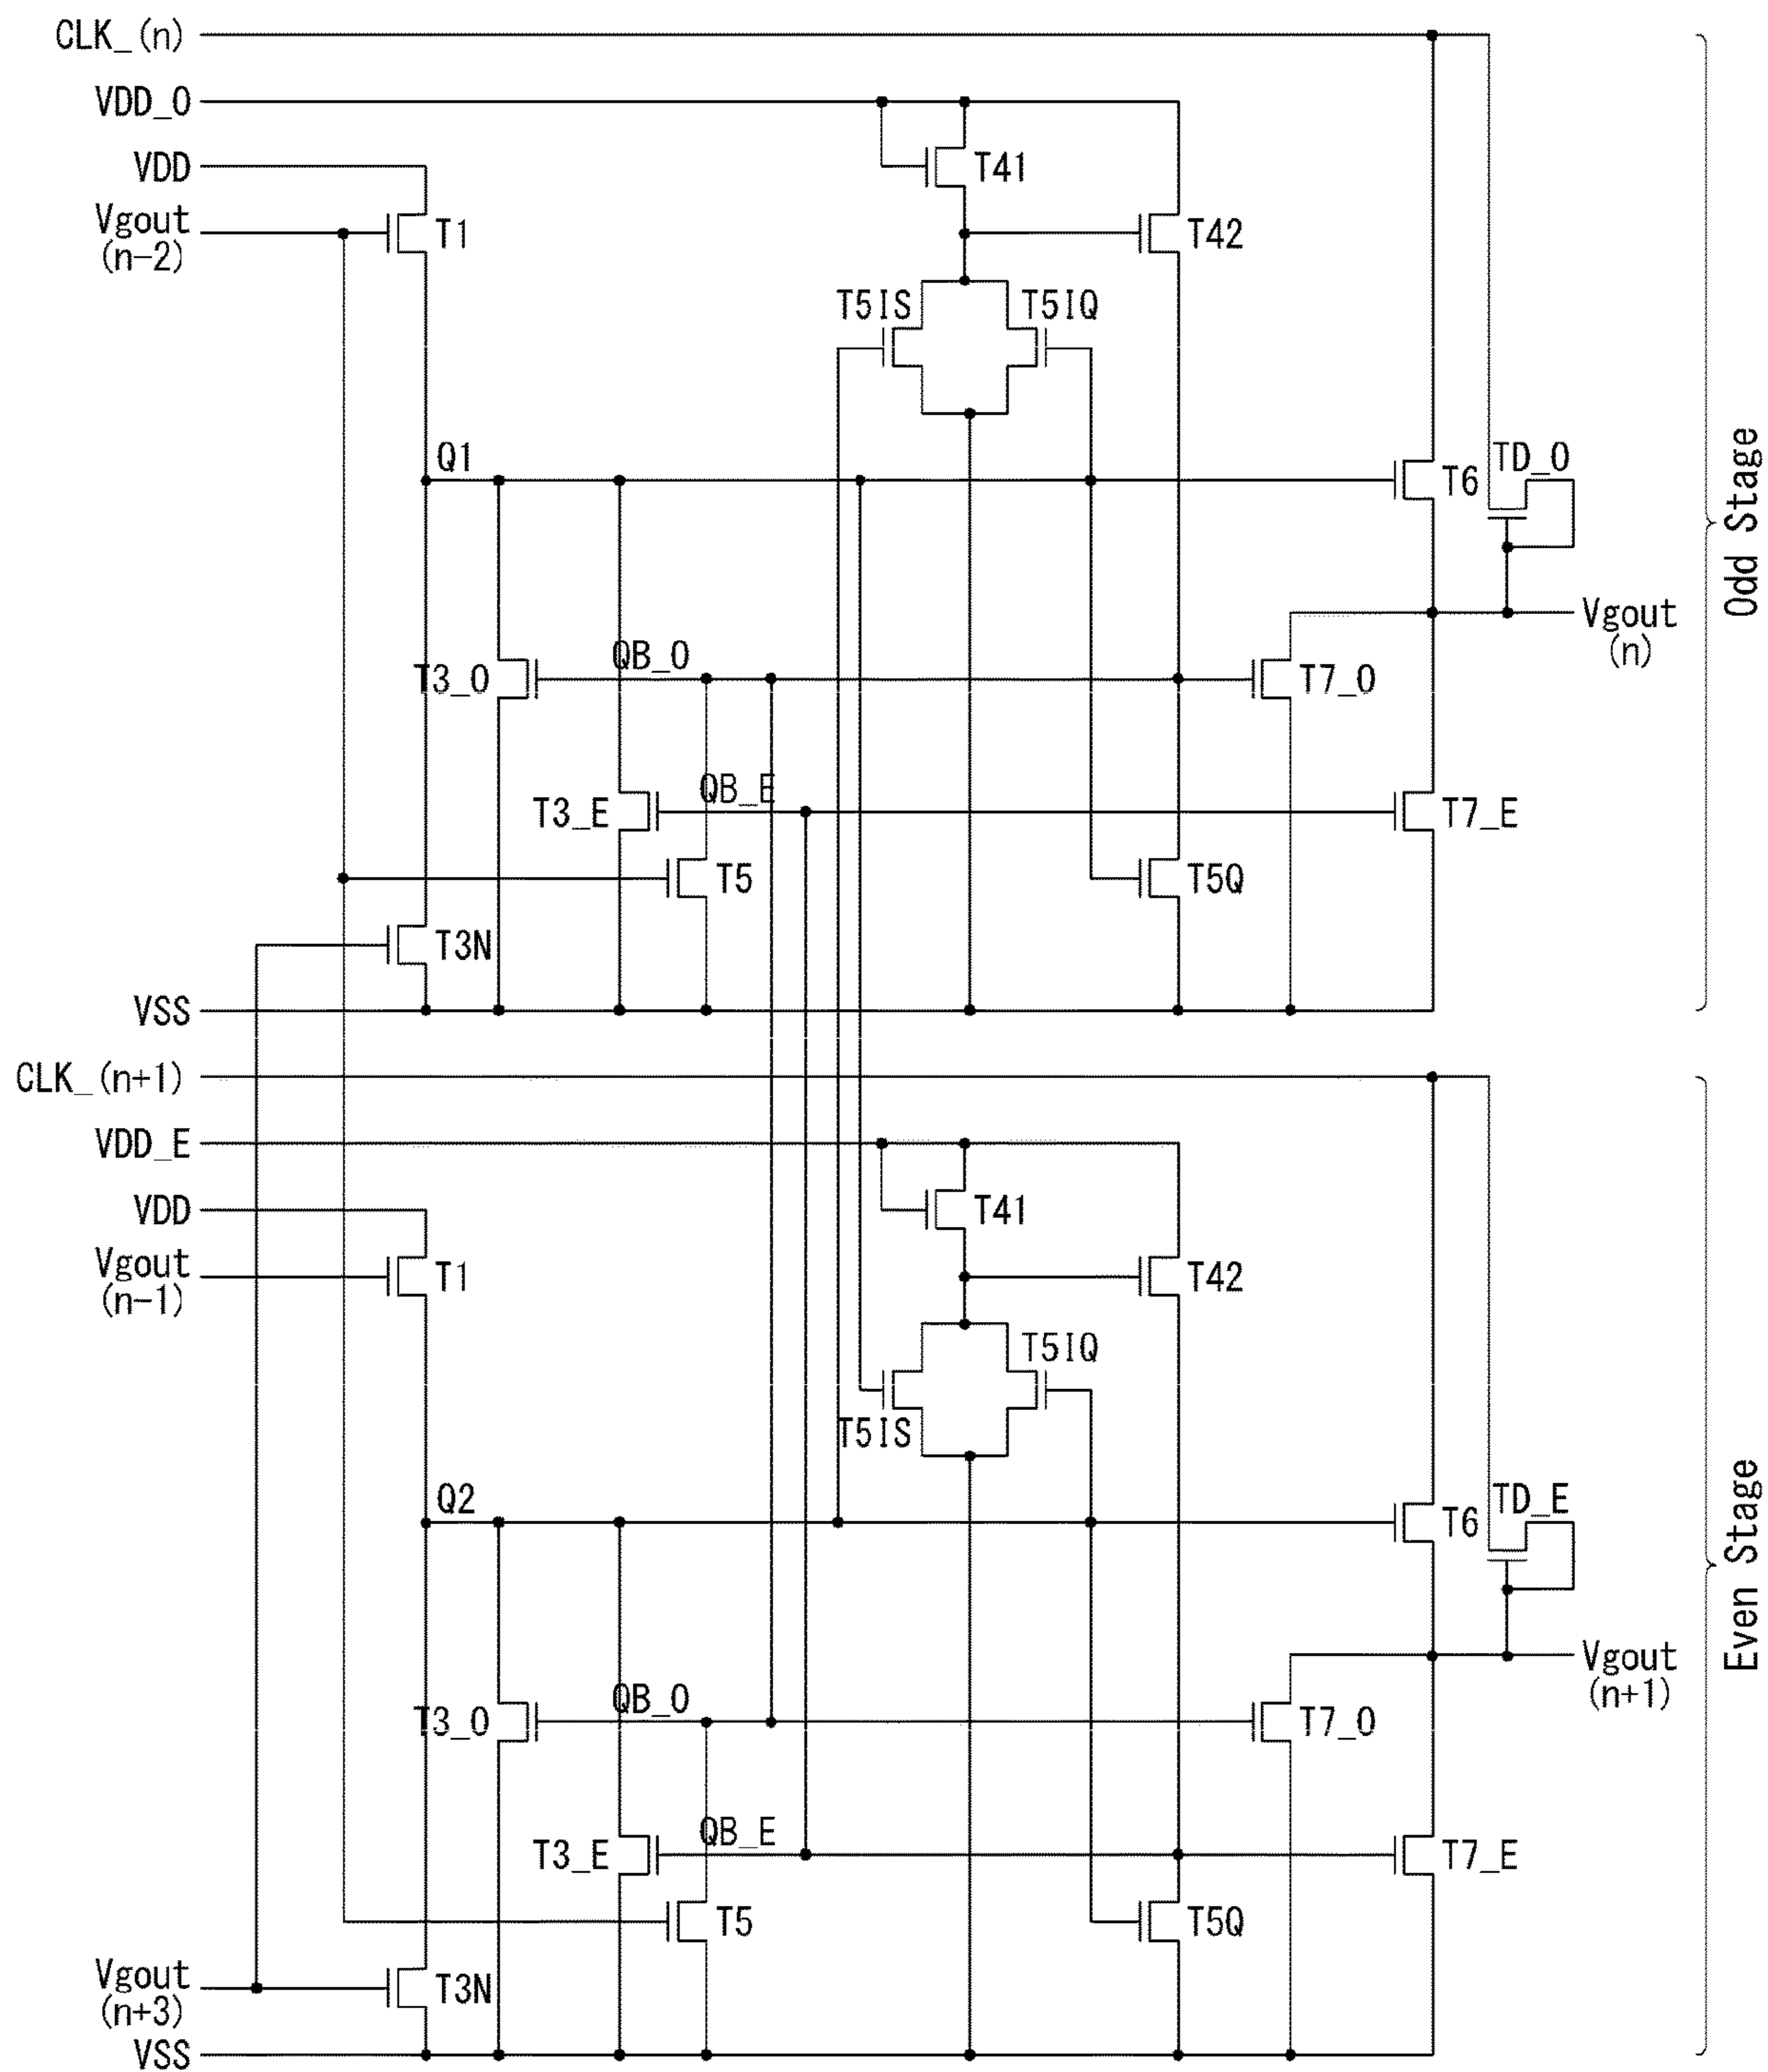 CLK_(n)
VDD_O
VDD
T41
Vgout
(n-2)
T1
T42
T5IS
T5IQ
Q1
T6
TD_O
Vgout
(n)
QB_O
T3_O
T7_O
QB_E
T3_E
T7_E
T5
T5Q
T3N
VSS
Odd Stage
CLK_(n+1)
VDD_E
VDD
T41
Vgout
(n-1)
T1
T42
T5IQ
T5IS
Q2
T6
TD_E
Vgout
(n+1)
QB_O
T3_O
T7_O
QB_E
T3_E
T7_E
T5
T5Q
Vgout
(n+3)
T3N
VSS
Even Stage